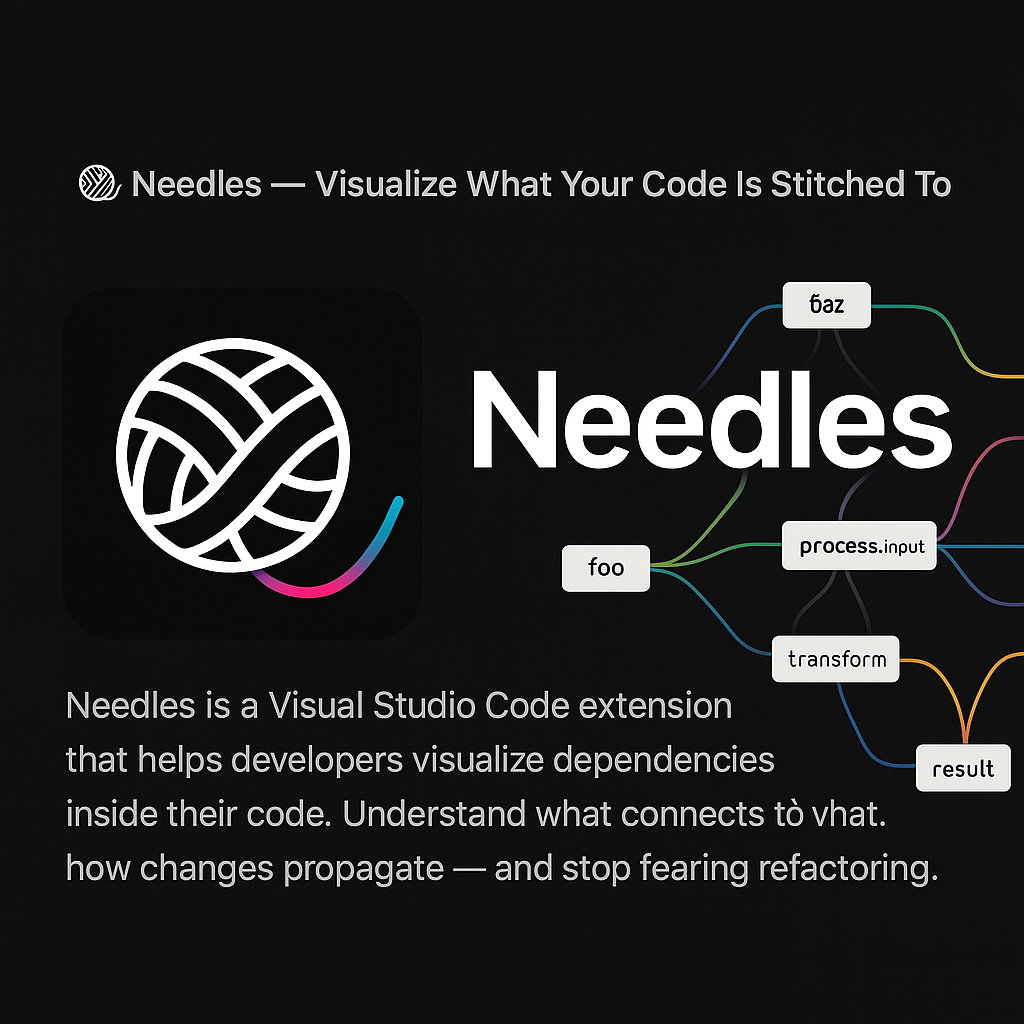 Needles — Visualize What Your Code Is Stitched To
ɓaz
Needles
foo
process.input
transform
result
Needles is a Visual Studio Code extension
that helps developers visualize dependencies
inside their code. Understand what connects tò vhat.
how changes propagate — and stop fearing refactoring.